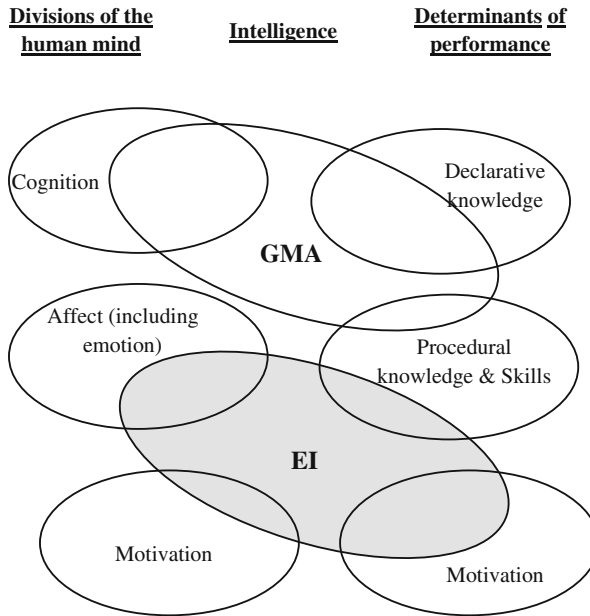 Divisions of the
human mind
Intelligence
Determinants of
performance
Cognition
Declarative
knowledge
GMA
Affect (including
emotion)
Procedural
knowledge & Skills
EI
Motivation
Motivation